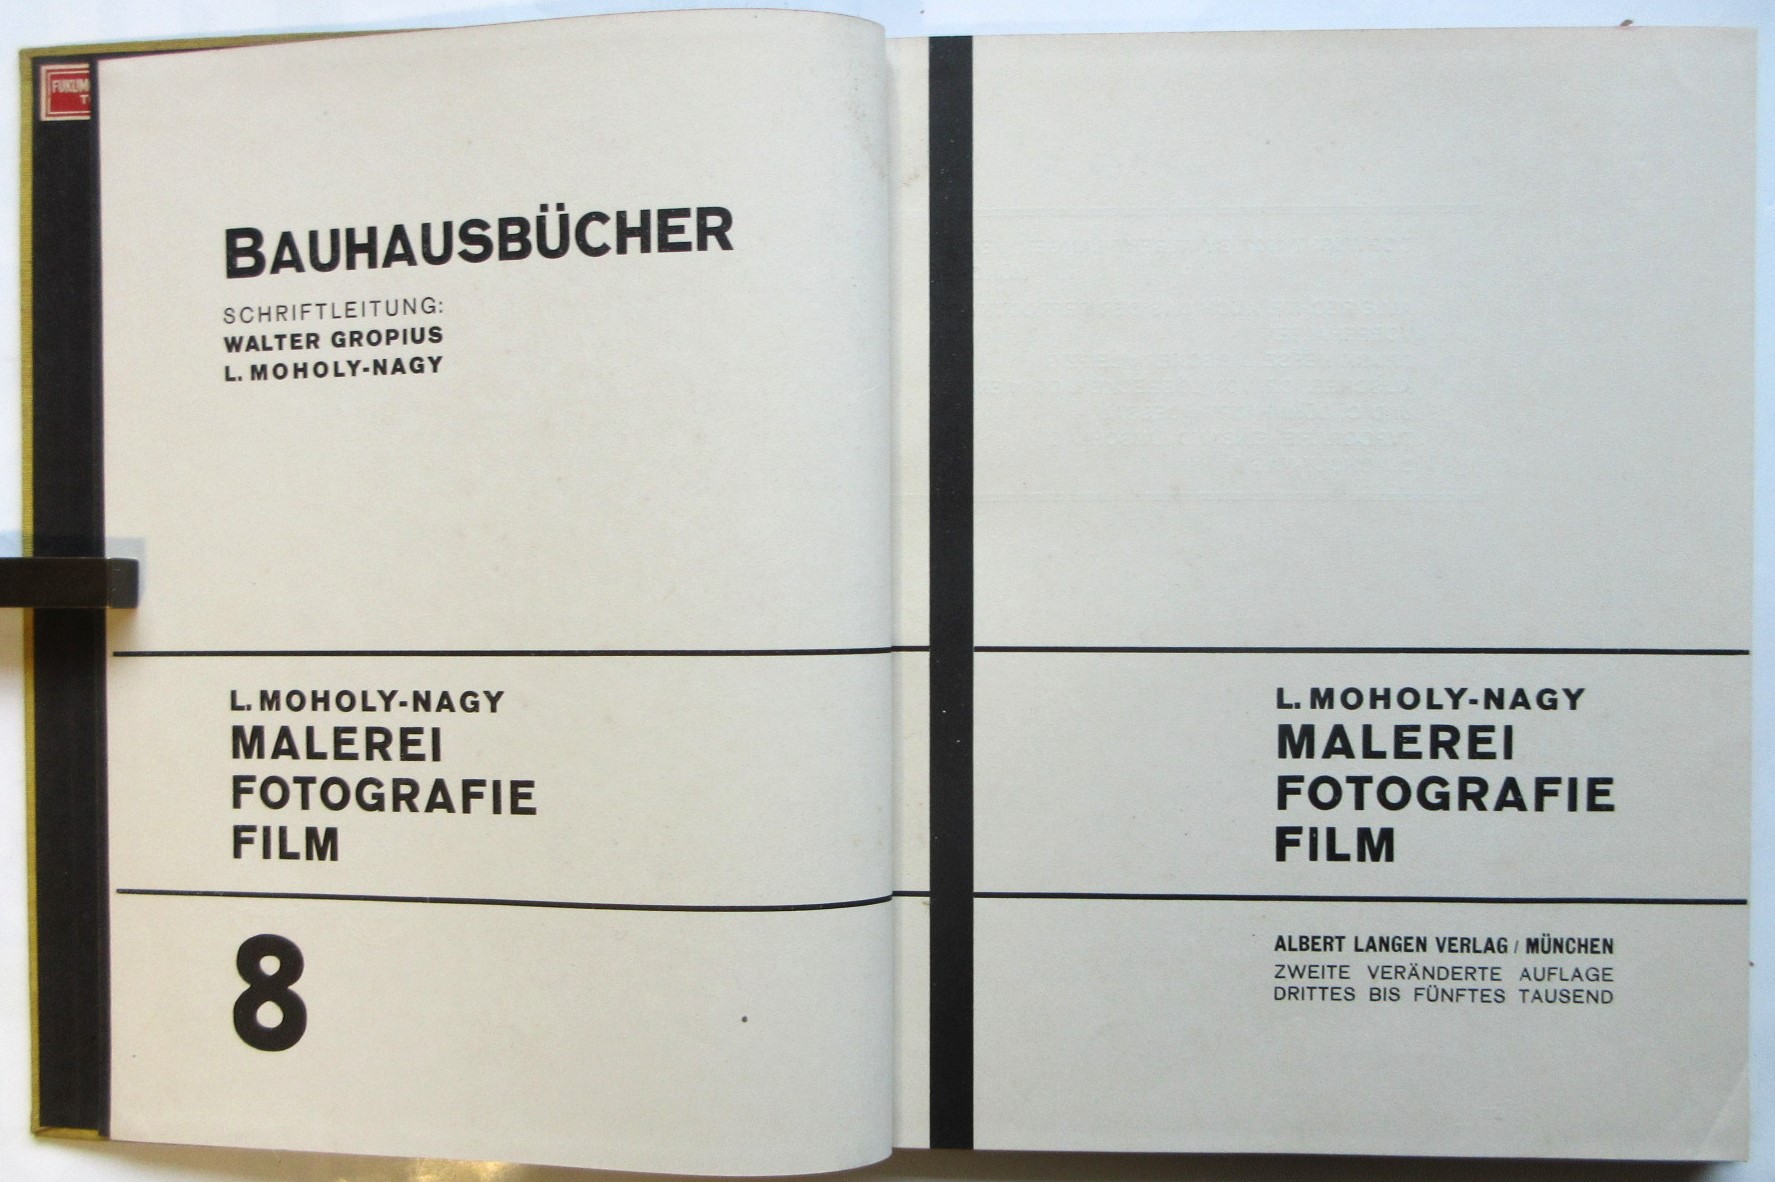 BAUHAUSBÜCHER
SCHRIFTLEITUNG:
WALTER GROPIUS
L. MOHOLY-NAGY
L. MOHOLY-NAGY
MALEREI
FOTOGRAFIE
FILM
8
L. MOHOLY-NAGY
MALEREI
FOTOGRAFIE
FILM
ALBERT LANGEN VERLAG / MÜNCHEN
ZWEITE VERÄNDERTE AUFLAGE
DRITTES BIS FÜNFTES TAUSEND